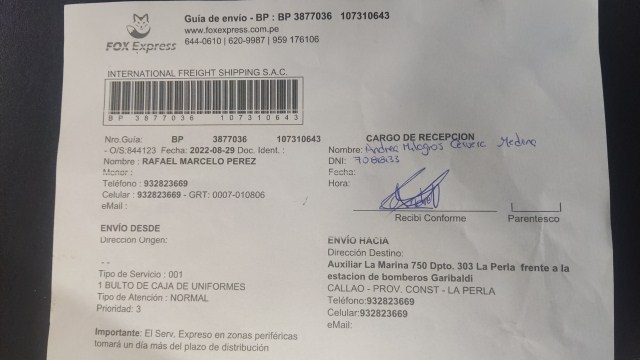 Guía de envío - BP : BP 3877036 107310643
www.foxexpress.com.pe
644-0610 | 620-9987 | 959 176106
FOX Express
INTERNATIONAL FREIGHT SHIPPING S.A.C.
BP 3877036 107310643
Nro.Guía: BP 3877036 107310643
- O/S:844123 Fecha: 2022-08-29 Doc. Ident. :
Nombre : RAFAEL MARCELO PEREZ
Menor :
Teléfono : 932823669
Celular : 932823669 - GRT: 0007-010806
eMail :
CARGO DE RECEPCION
Nombre: Andrea Milagros Cervera Medina
DNI:
Fecha:
Hora:
Recibi Conforme
Parentesco
ENVÍO DESDE
Dirección Origen:
- -
Tipo de Servicio : 001
1 BULTO DE CAJA DE UNIFORMES
Tipo de Atención : NORMAL
Prioridad: 3
Importante: El Serv. Expreso en zonas periféricas
tomará un día más del plazo de distribución
ENVÍO HACIA
Dirección Destino:
Auxiliar La Marina 750 Dpto. 303 La Perla frente a la
estacion de bomberos Garibaldi
CALLAO - PROV. CONST - LA PERLA
Teléfono:932823669
Celular:932823669
eMail: